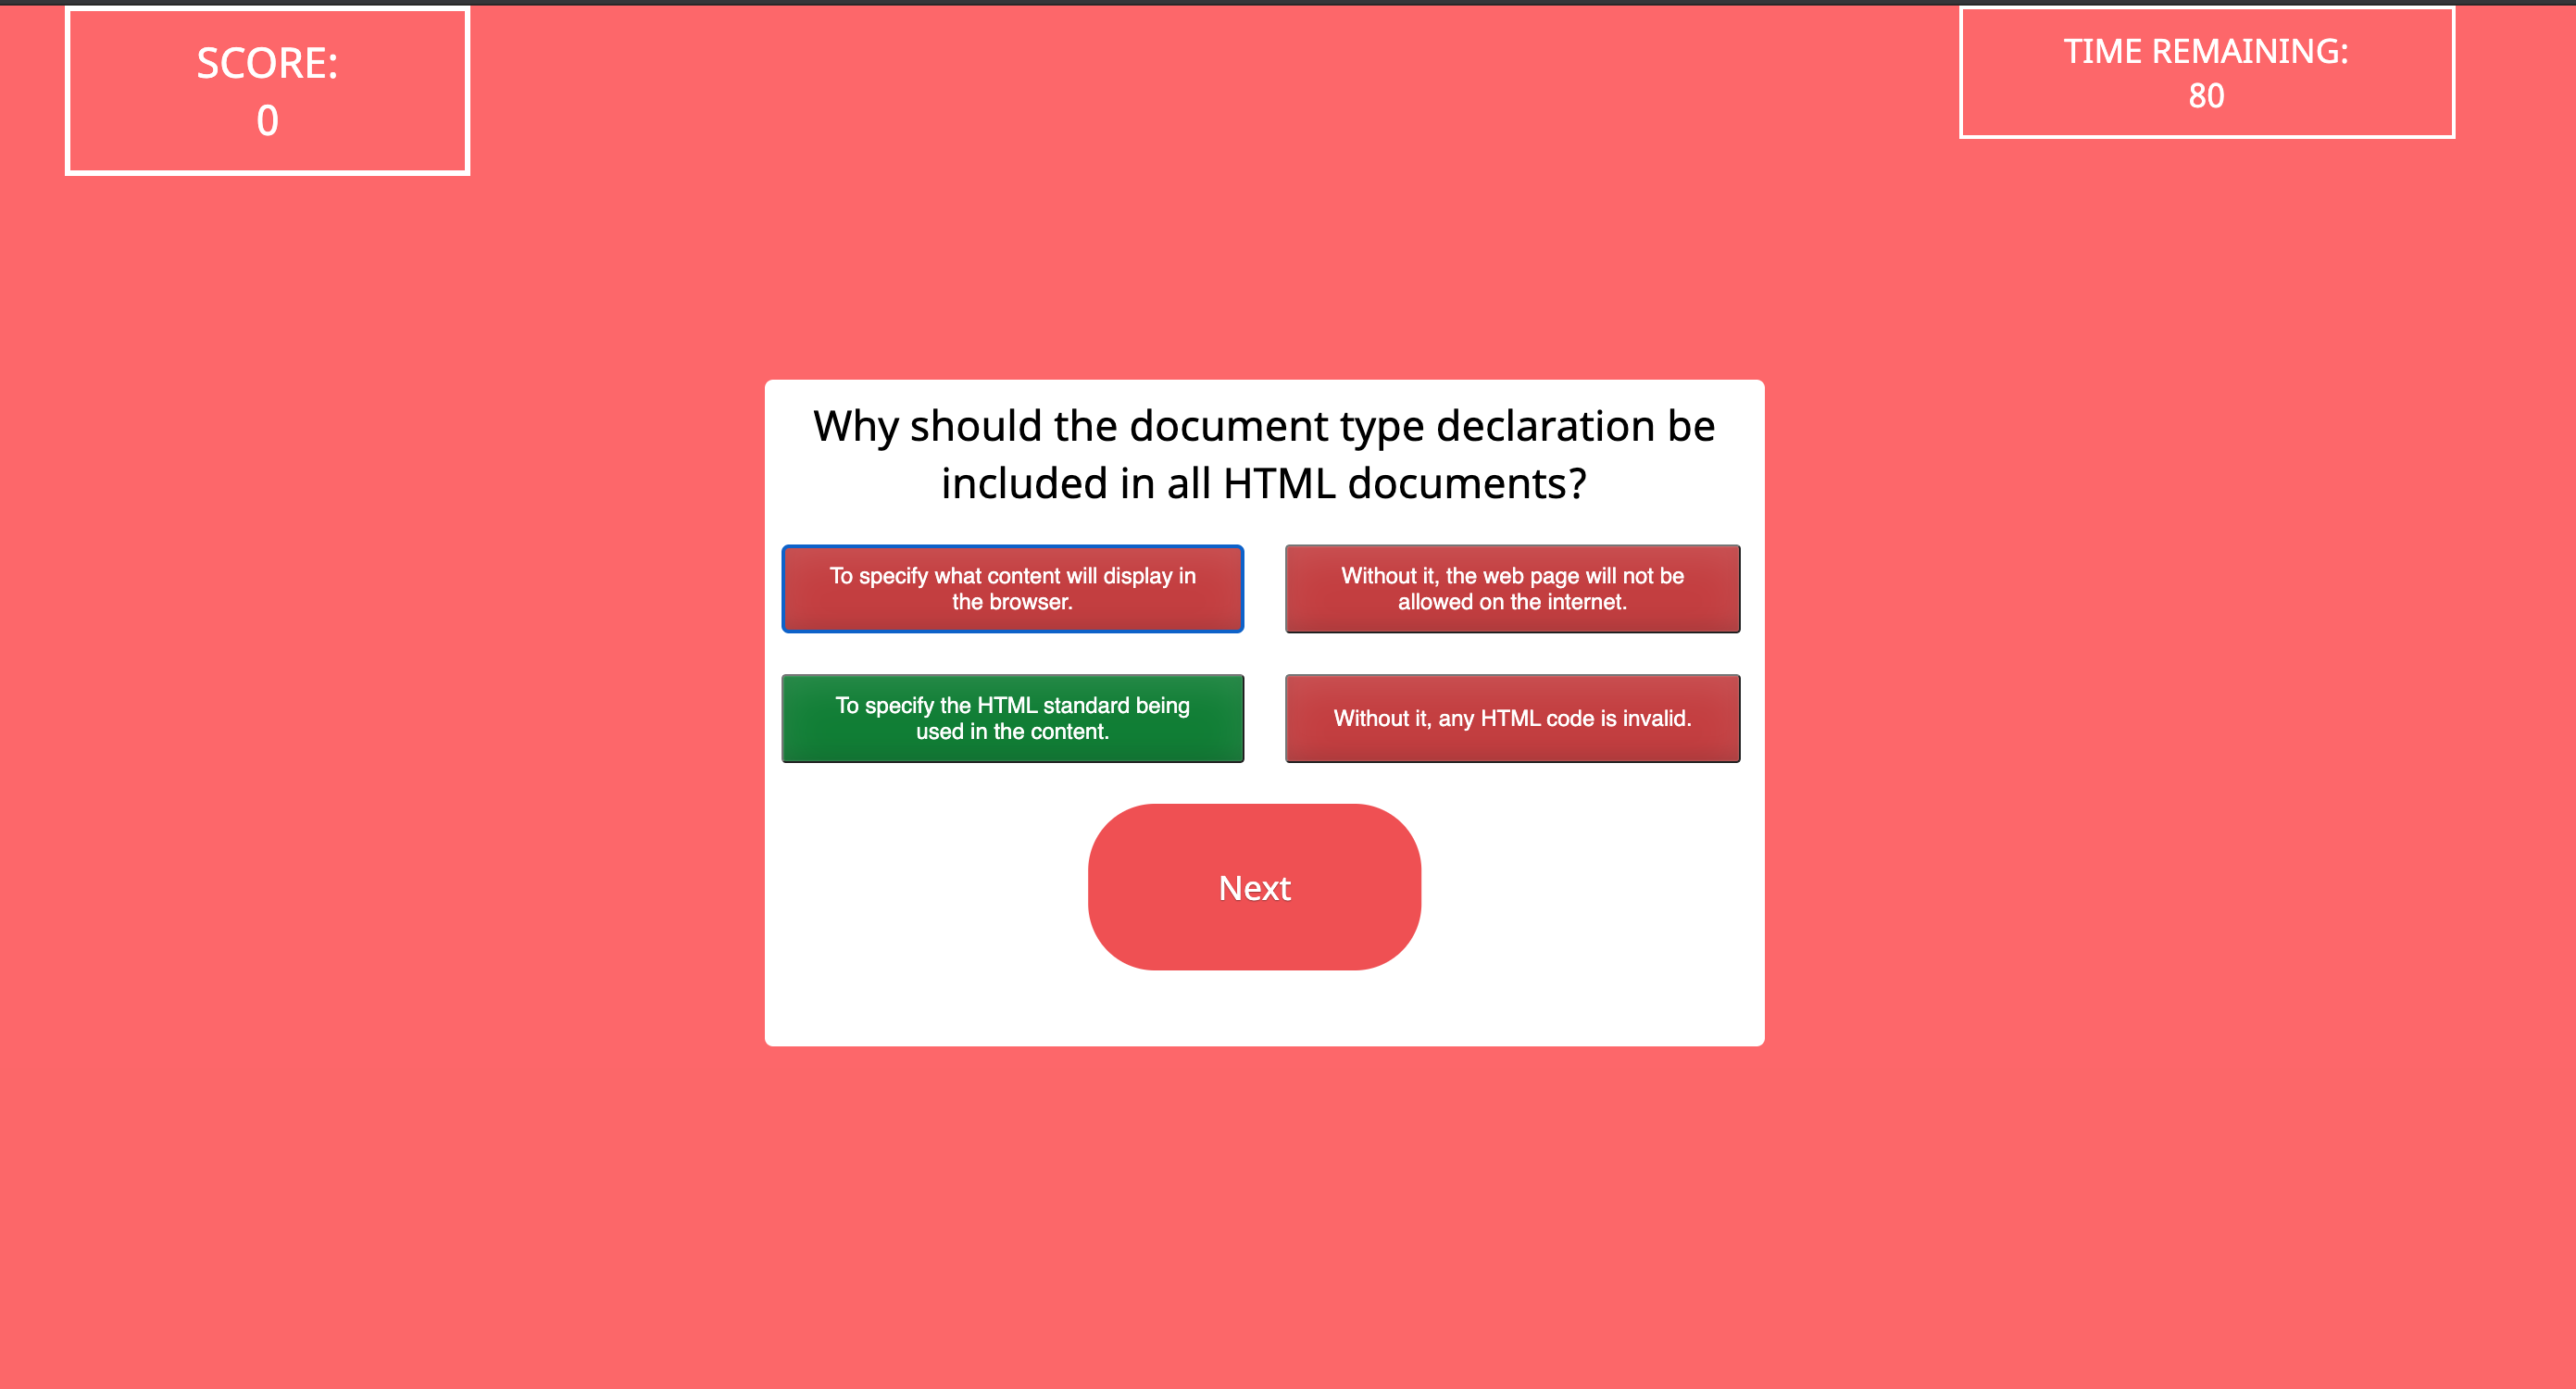 SCORE:
0
TIME REMAINING:
80
Why should the document type declaration be
included in all HTML documents?
To specify what content will display in
the browser.
Without it, the web page will not be
allowed on the internet.
To specify the HTML standard being
used in the content.
Without it, any HTML code is invalid.
Next